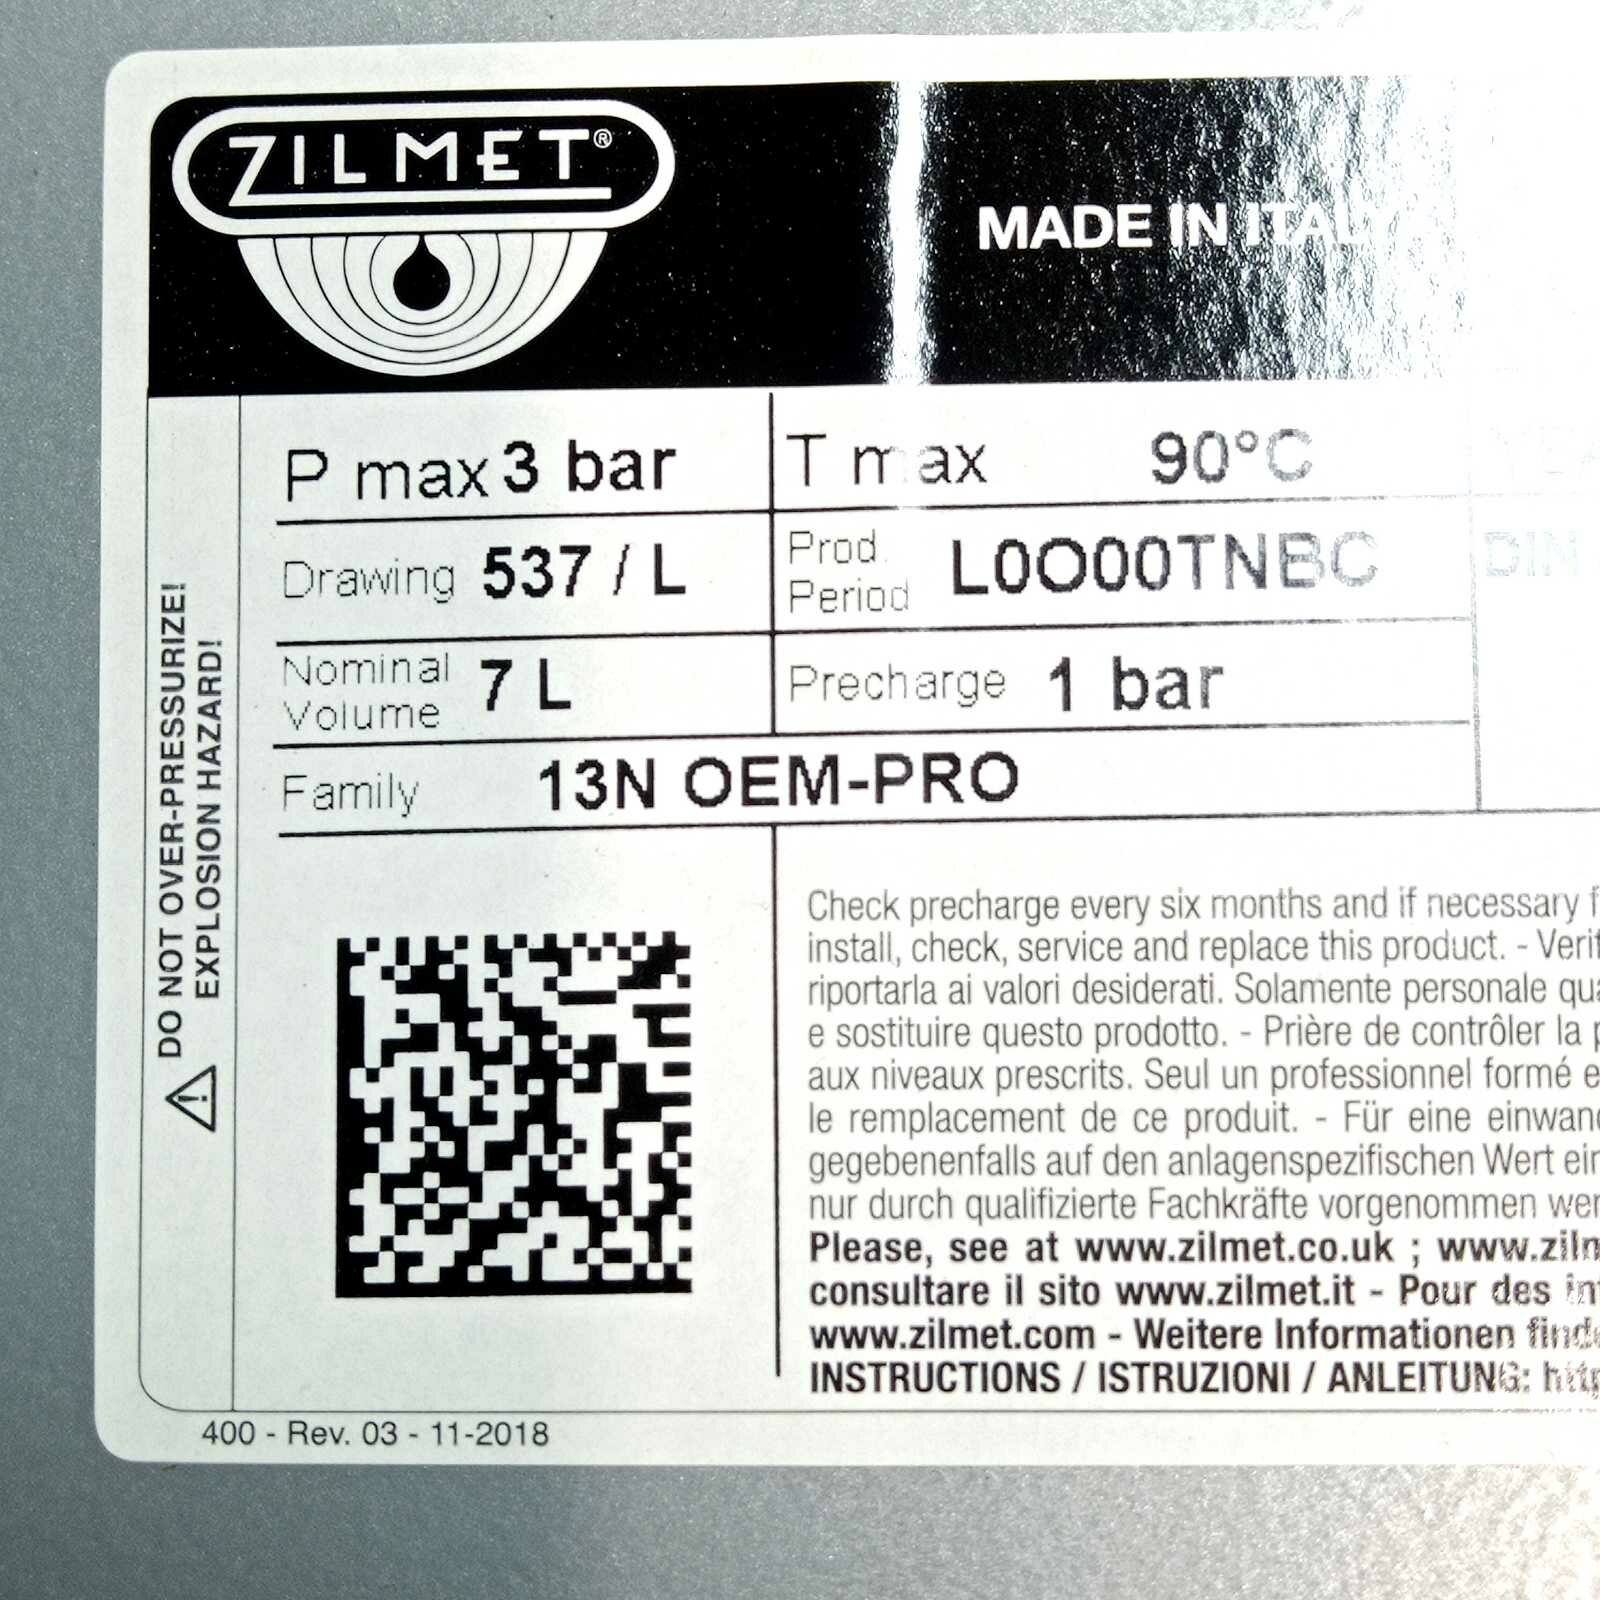 ZILMET®
MADE IN ITALY
P max 3 bar
T max 90°C
Drawing 537 / L
Prod. Period L0O00TNBC
DIN
Nominal Volume 7 L
Precharge 1 bar
Family 13N OEM-PRO
DO NOT OVER-PRESSURIZE!
EXPLOSION HAZARD!
Check precharge every six months and if necessary
install, check, service and replace this product. -
riportarla ai valori desiderati. Solamente personale
e sostituire questo prodotto. - Prière de contrôler la
aux niveaux prescrits. Seul un professionnel formé
le remplacement de ce produit. - Für eine
gegebenenfalls auf den anlagenspezifischen Wert
nur durch qualifizierte Fachkräfte vorgenommen
Please, see at www.zilmet.co.uk ;
consultare il sito www.zilmet.it - Pour des
www.zilmet.com - Weitere Informationen
INSTRUCTIONS / ISTRUZIONI / ANLEITUNG:
400 - Rev. 03 - 11-2018